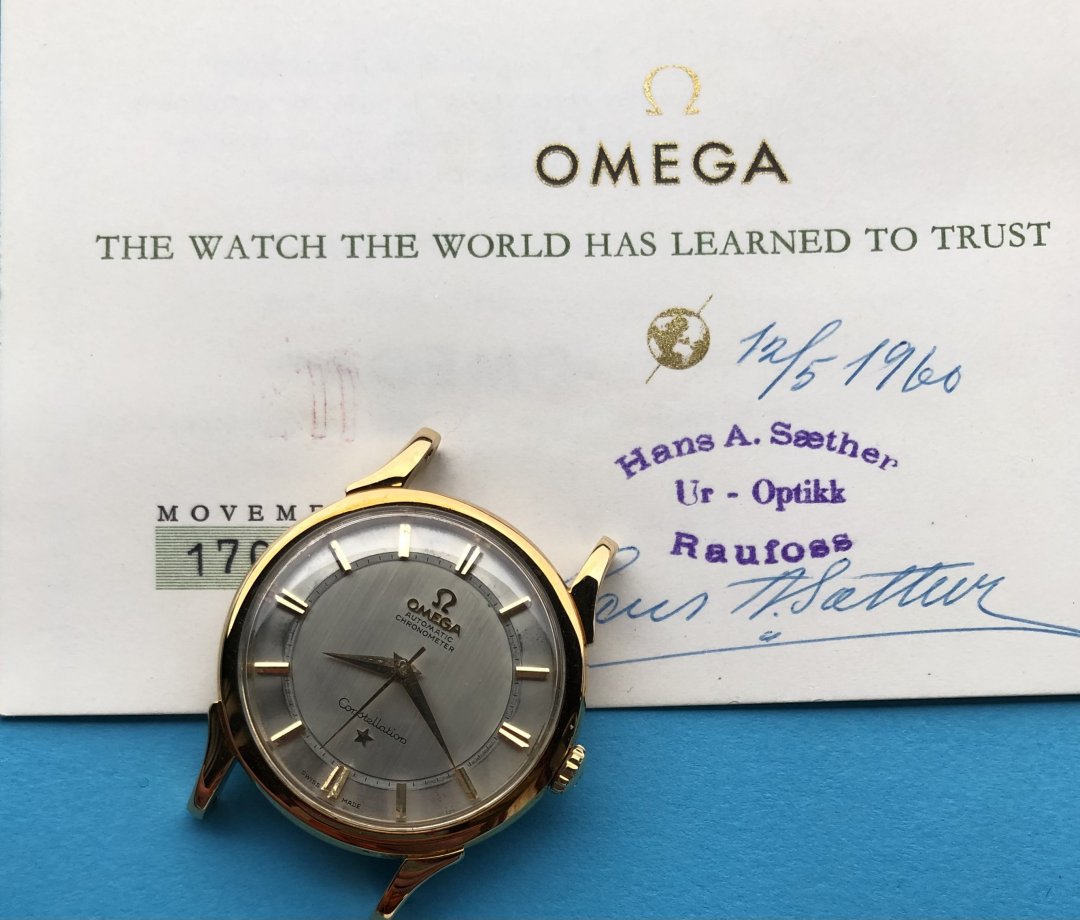 OMEGA
THE WATCH THE WORLD HAS LEARNED TO TRUST
12/5 1960
Hans A. Sæther
Ur - Optikk
Raufoss
A. Sæther
MOVEME
170
OMEGA
AUTOMATIC
CHRONOMETER
Constellation
SWISS MADE